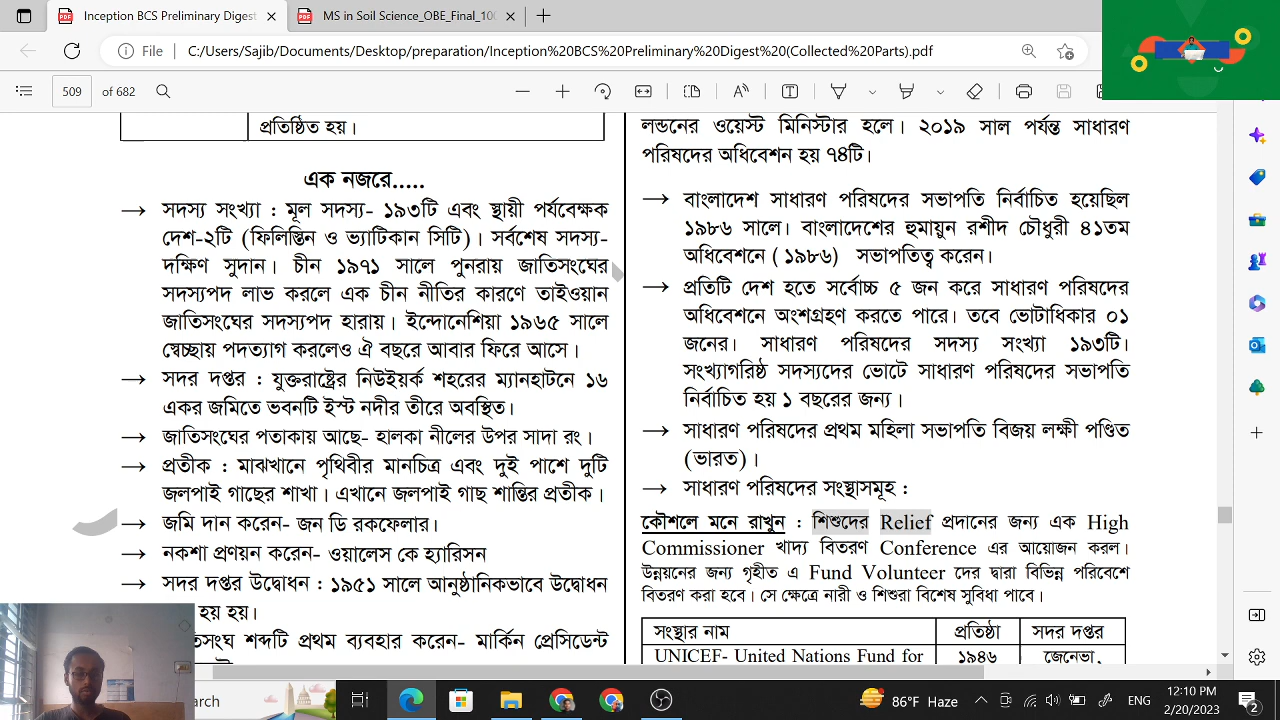 Inception BCS Preliminary Digest
MS in Soil Science_OBE_Final_100
File
C:/Users/Sajib/Documents/Desktop/preparation/Inception%20BCS%20Preliminary%20Digest%20(Collected%20Parts).pdf
509 of 682
প্রতিষ্ঠিত হয়।
এক নজরে.....
→ সদস্য সংখ্যা : মূল সদস্য- ১৯৩টি এবং স্থায়ী পর্যবেক্ষক
দেশ-২টি (ফিলিস্তিন ও ভ্যাটিকান সিটি)। সর্বশেষ সদস্য-
দক্ষিণ সুদান। চীন ১৯৭১ সালে পুনরায় জাতিসংঘের
সদস্যপদ লাভ করলে এক চীন নীতির কারণে তাইওয়ান
জাতিসংঘের সদস্যপদ হারায়। ইন্দোনেশিয়া ১৯৬৫ সালে
স্বেচ্ছায় পদত্যাগ করলেও ঐ বছরে আবার ফিরে আসে।
→ সদর দপ্তর : যুক্তরাষ্ট্রের নিউইয়র্ক শহরের ম্যানহাটনে ১৬
একর জমিতে ভবনটি ইস্ট নদীর তীরে অবস্থিত।
→ জাতিসংঘের পতাকায় আছে- হালকা নীলের উপর সাদা রং।
→ প্রতীক : মাঝখানে পৃথিবীর মানচিত্র এবং দুই পাশে দুটি
জলপাই গাছের শাখা। এখানে জলপাই গাছ শান্তির প্রতীক।
→ জমি দান করেন- জন ডি রকফেলার।
→ নকশা প্রণয়ন করেন- ওয়ালেস কে হ্যারিসন
→ সদর দপ্তর উদ্বোধন : ১৯৫১ সালে আনুষ্ঠানিকভাবে উদ্বোধন
হয় হয়।
শব্দটি প্রথম ব্যবহার করেন- মার্কিন প্রেসিডেন্ট
লন্ডনের ওয়েস্ট মিনিস্টার হলে। ২০১৯ সাল পর্যন্ত সাধারণ
পরিষদের অধিবেশন হয় ৭৪টি।
→ বাংলাদেশ সাধারণ পরিষদের সভাপতি নির্বাচিত হয়েছিল
১৯৮৬ সালে। বাংলাদেশের হুমায়ুন রশীদ চৌধুরী ৪১তম
অধিবেশনে ( ১৯৮৬) সভাপতিত্ব করেন।
→ প্রতিটি দেশ হতে সর্বোচ্চ ৫ জন করে সাধারণ পরিষদের
অধিবেশনে অংশগ্রহণ করতে পারে। তবে ভোটাধিকার ০১
জনের। সাধারণ পরিষদের সদস্য সংখ্যা ১৯৩টি।
সংখ্যাগরিষ্ঠ সদস্যদের ভোটে সাধারণ পরিষদের সভাপতি
নির্বাচিত হয় ১ বছরের জন্য।
→ সাধারণ পরিষদের প্রথম মহিলা সভাপতি বিজয় লক্ষী পণ্ডিত
(ভারত)।
→ সাধারণ পরিষদের সংস্থাসমূহ :
কৌশলে মনে রাখুন : শিশুদের Relief প্রদানের জন্য এক High
Commissioner খাদ্য বিতরণ Conference এর আয়োজন করল।
উন্নয়নের জন্য গৃহীত এ Fund Volunteer দের দ্বারা বিভিন্ন পরিবেশে
বিতরণ করা হবে। সে ক্ষেত্রে নারী ও শিশুরা বিশেষ সুবিধা পাবে।
সংস্থার নাম প্রতিষ্ঠা সদর দপ্তর
UNICEF- United Nations Fund for ১৯৪৬ জেনেভা,
86°F Haze
ENG
12:10 PM
2/20/2023
2